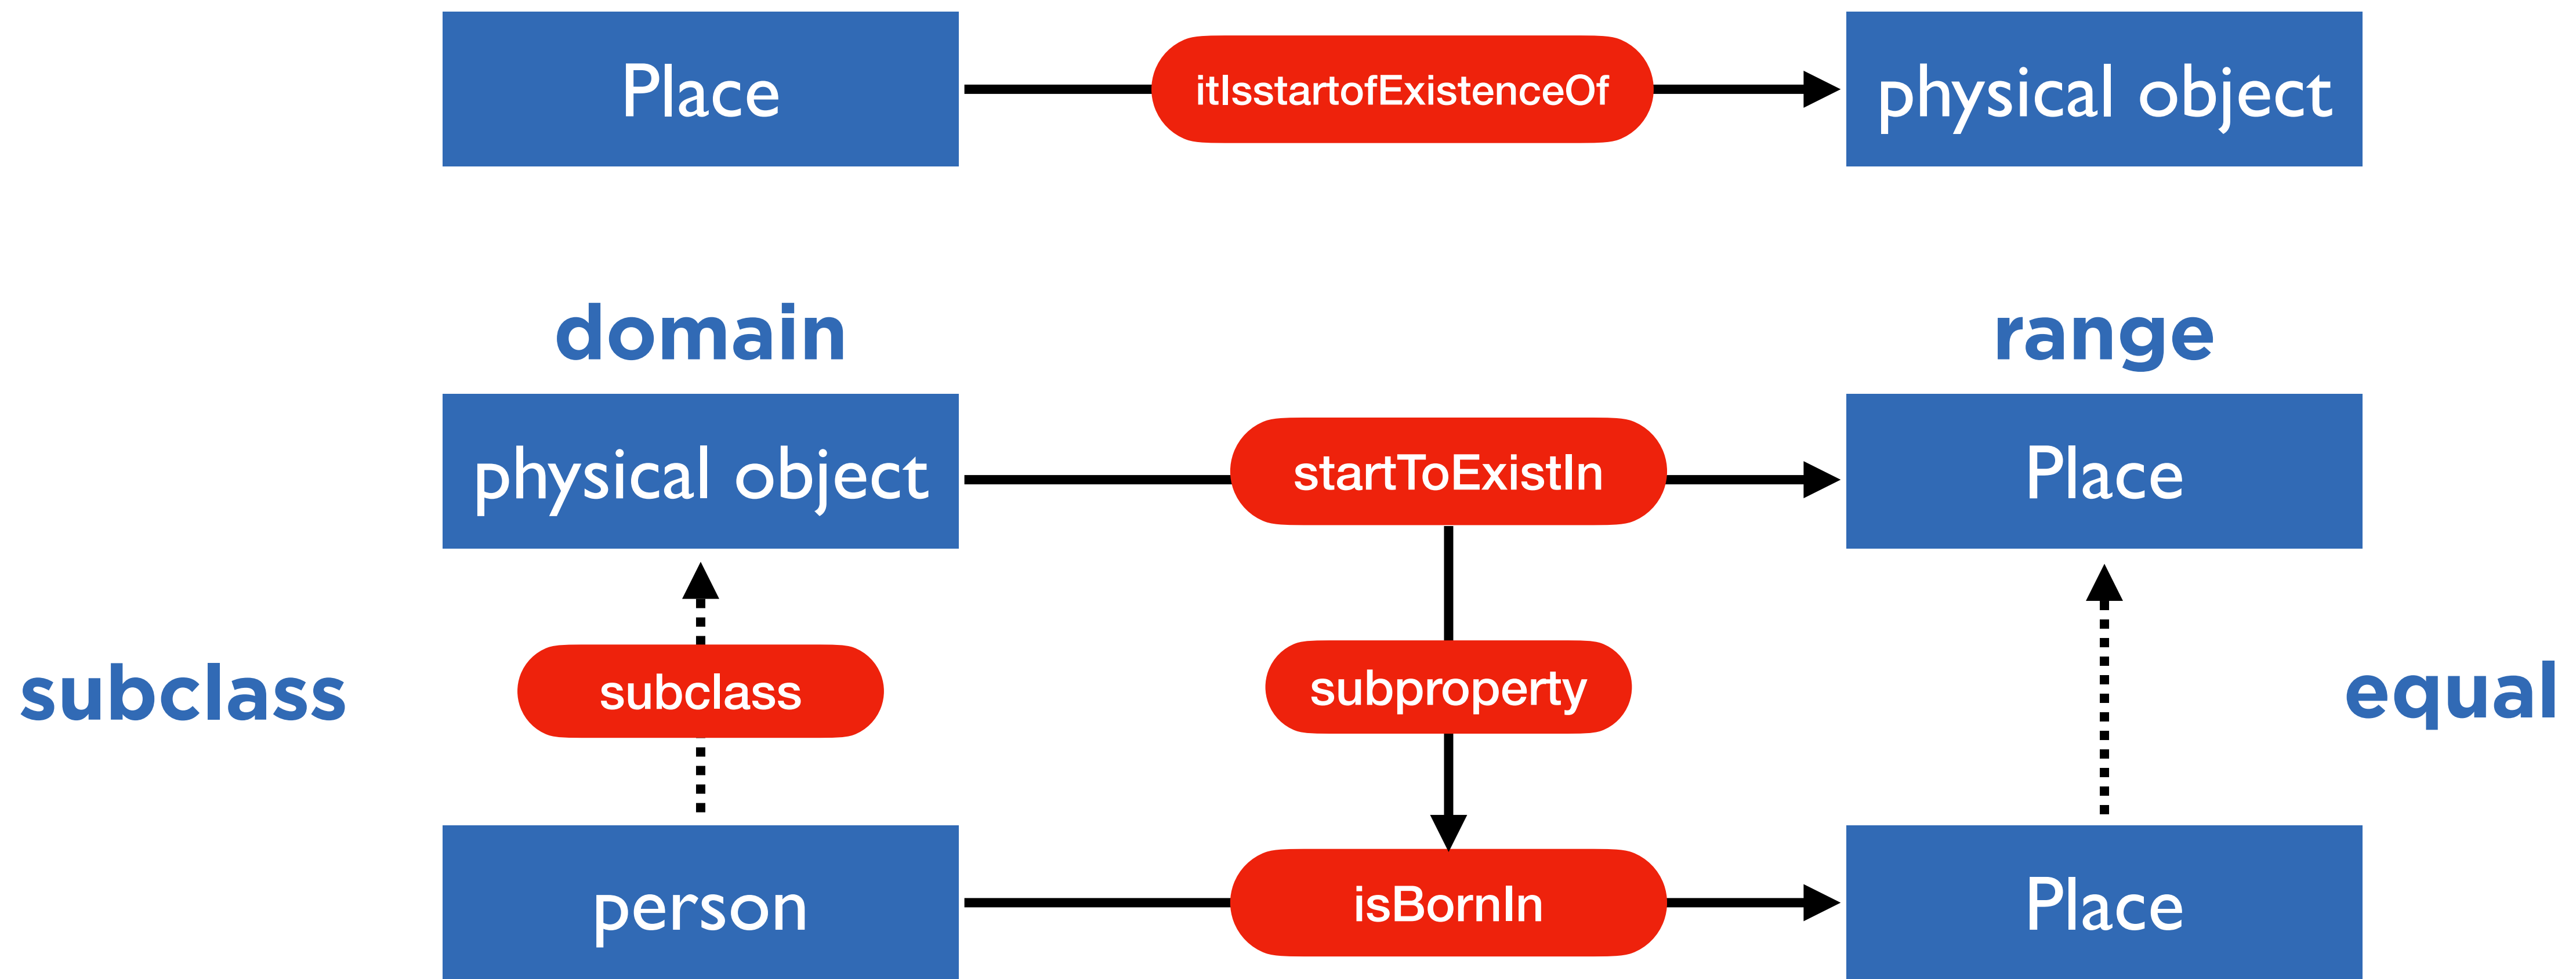 Place
itIsstartofExistenceOf
physical object
domain
range
physical object
startToExistIn
Place
subclass
subclass
subproperty
equal
person
isBornIn
Place